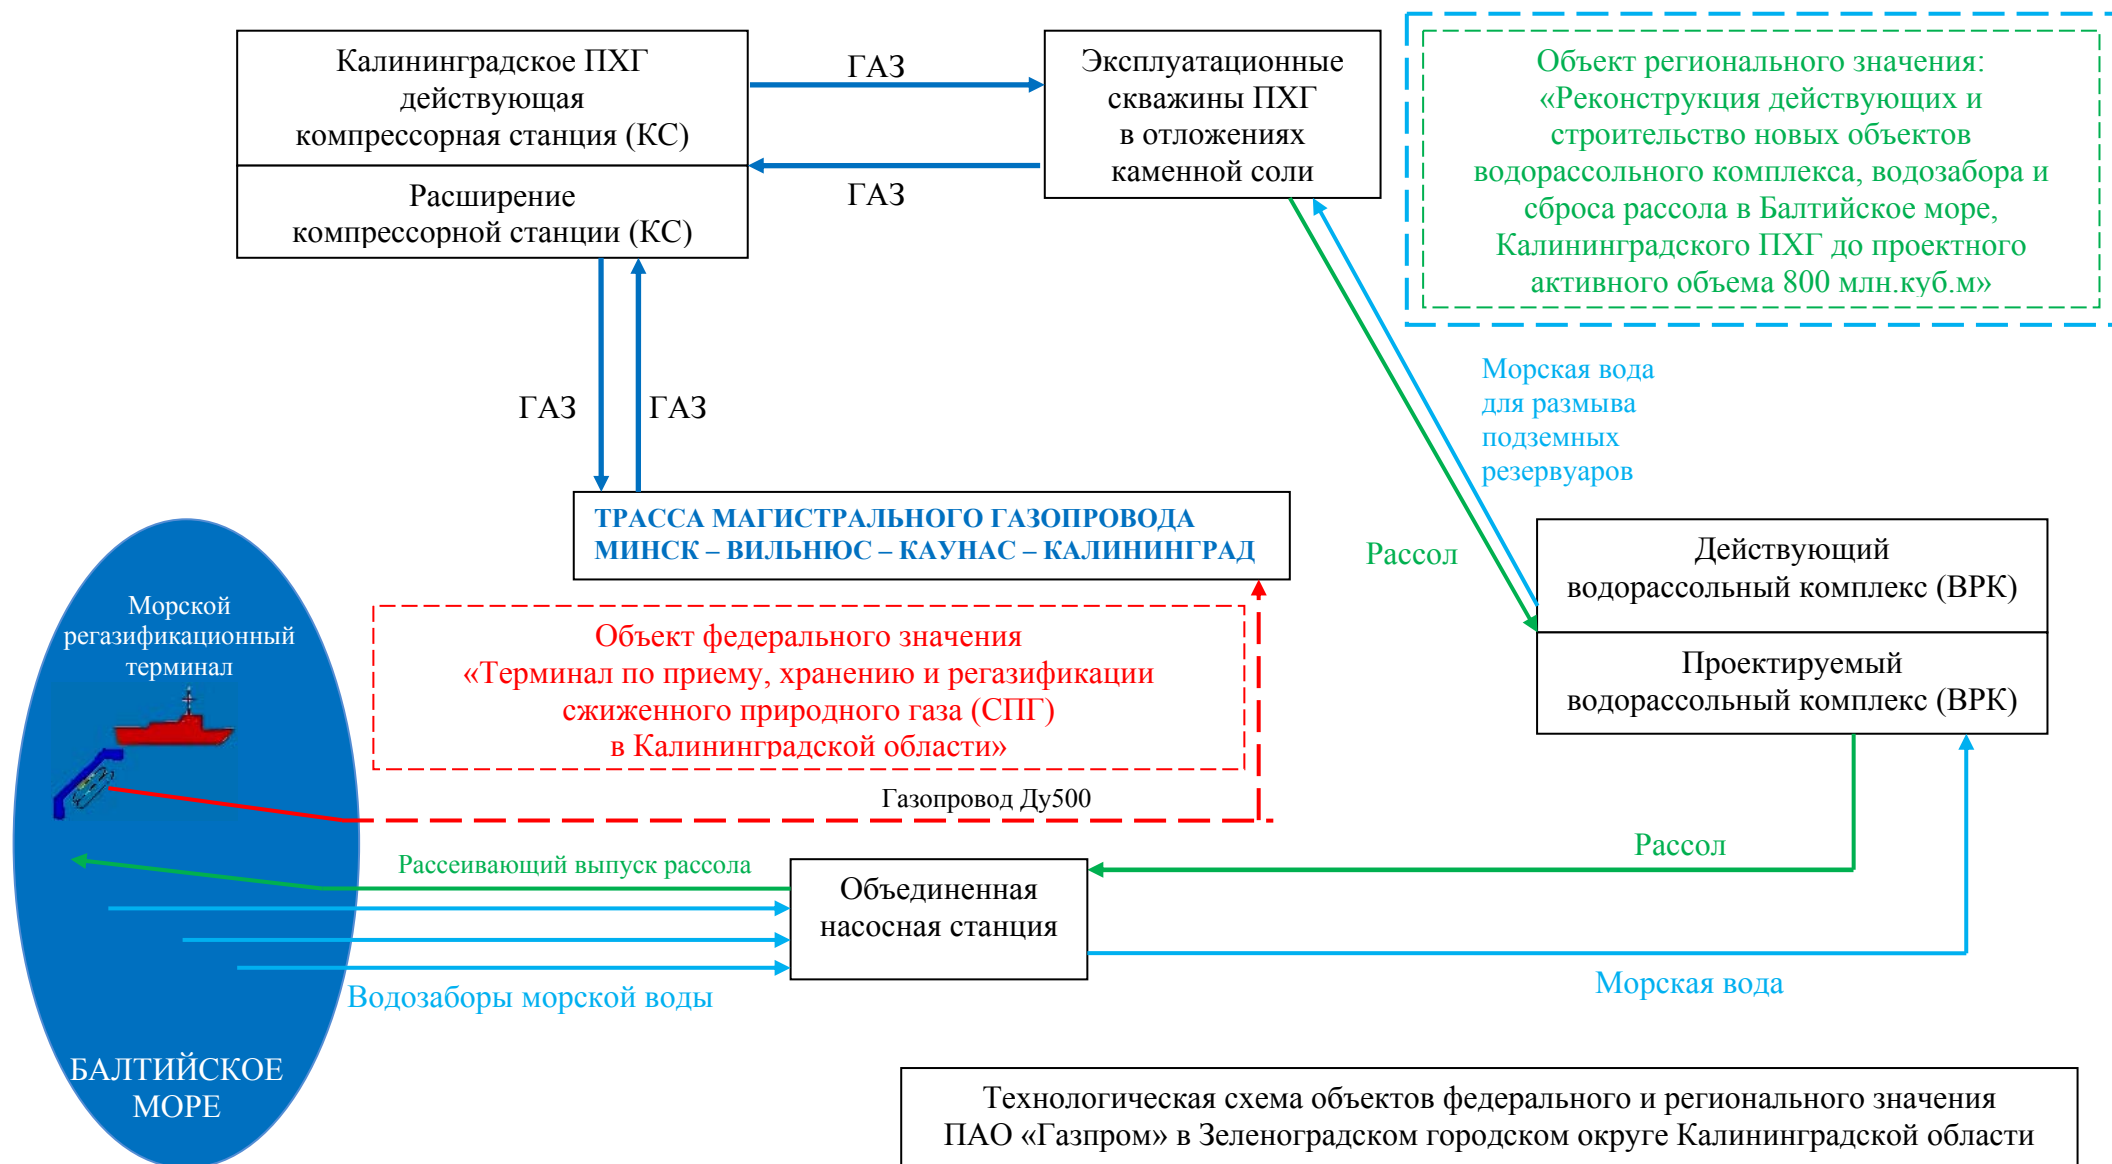 Калининградское ПХГ
действующая
компрессорная станция (КС)
Расширение
компрессорной станции (КС)
ГАЗ
ГАЗ
Эксплуатационные
скважины ПХГ
в отложениях
каменной соли
Объект регионального значения:
«Реконструкция действующих и
строительство новых объектов
водорассольного комплекса, водозабора и
сброса рассола в Балтийское море,
Калининградского ПХГ до проектного
активного объема 800 млн.куб.м»
Морская вода
для размыва
подземных
резервуаров
ГАЗ
ГАЗ
ТРАССА МАГИСТРАЛЬНОГО ГАЗОПРОВОДА
МИНСК – ВИЛЬНЮС – КАУНАС – КАЛИНИНГРАД
Рассол
Действующий
водорассольный комплекс (ВРК)
Проектируемый
водорассольный комплекс (ВРК)
Морской
регазификационный
терминал
Объект федерального значения
«Терминал по приему, хранению и регазификации
сжиженного природного газа (СПГ)
в Калининградской области»
Газопровод Ду500
Рассеивающий выпуск рассола
Объединенная
насосная станция
Рассол
Водозаборы морской воды
Морская вода
БАЛТИЙСКОЕ
МОРЕ
Технологическая схема объектов федерального и регионального значения
ПАО «Газпром» в Зеленоградском городском округе Калининградской области